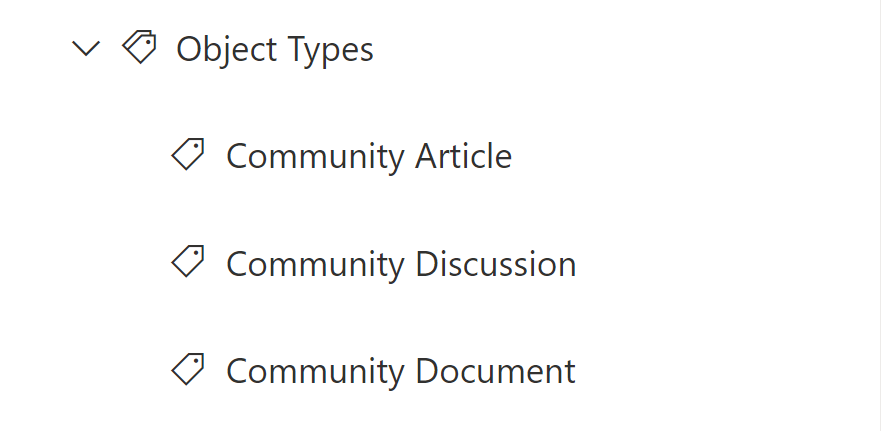 Object Types
Community Article
Community Discussion
Community Document